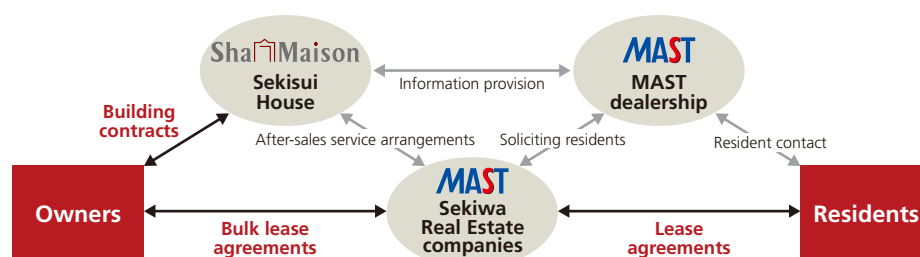 Sha Maison
Sekisui
House
MAST
MAST
dealership
Information provision
Building
contracts
After-sales service arrangements
Soliciting residents
Resident contact
Owners
MAST
Sekiwa
Real Estate
companies
Residents
Bulk lease
agreements
Lease
agreements